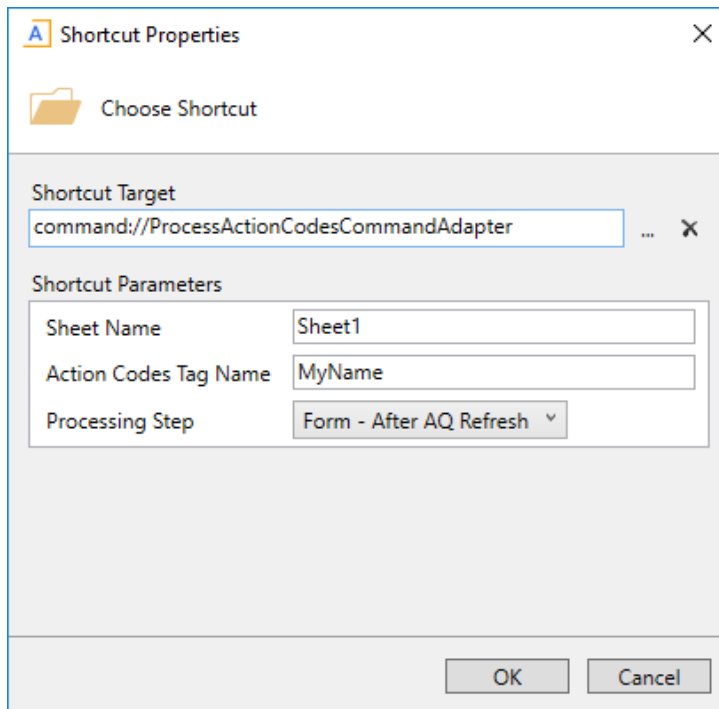 A Shortcut Properties
Choose Shortcut
Shortcut Target
command://ProcessActionCodesCommandAdapter
...
Shortcut Parameters
Sheet Name Sheet1
Action Codes Tag Name MyName
Processing Step Form - After AQ Refresh
OK Cancel